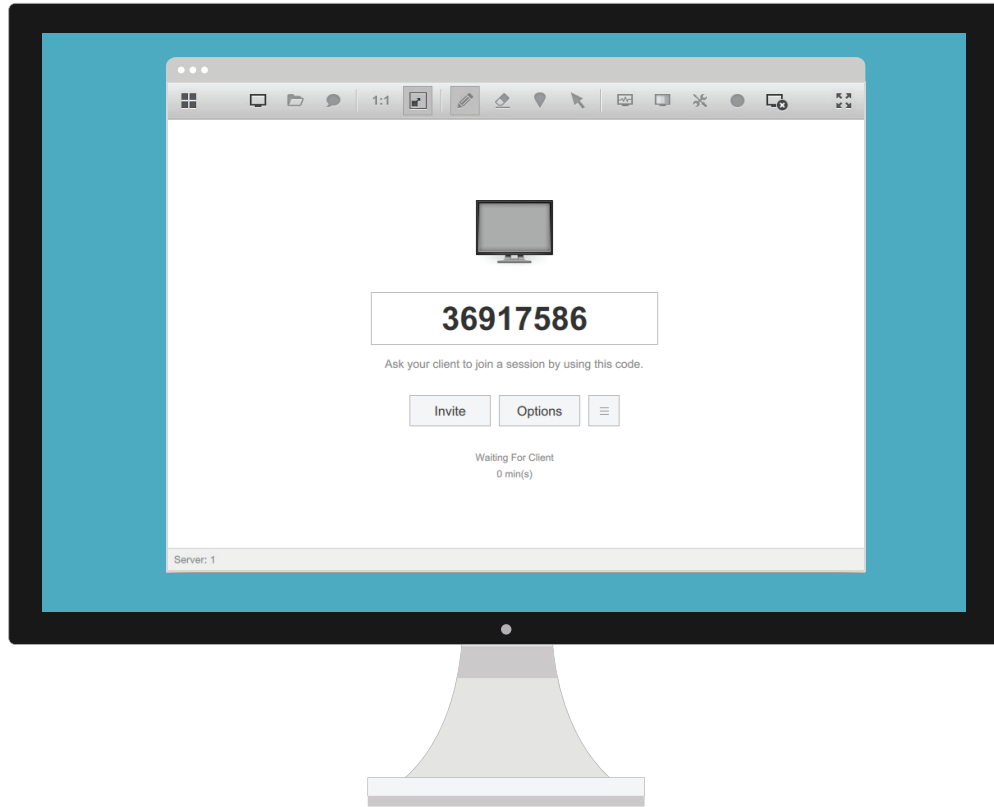 1:1
36917586
Ask your client to join a session by using this code.
Invite Options
Waiting For Client
0 min(s)
Server: 1